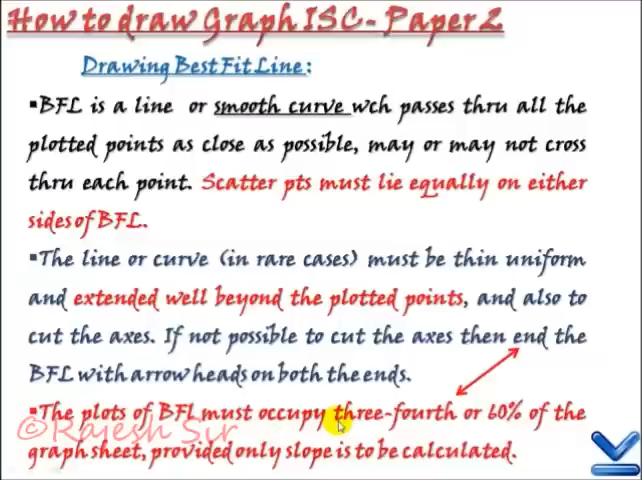 How to draw Graph ISC- Paper 2
Drawing Best Fit Line :
▪BFL is a line or smooth curve wch passes thru all the
plotted points as close as possible, may or may not cross
thru each point. Scatter pts must lie equally on either
sides of BFL.
▪The line or curve (in rare cases) must be thin uniform
and extended well beyond the plotted points, and also to
cut the axes. If not possible to cut the axes then end the
BFL with arrow heads on both the ends.
▪The plots of BFL must occupy three-fourth or 60% of the
©Rajesh Sir
graph sheet, provided only slope is to be calculated.